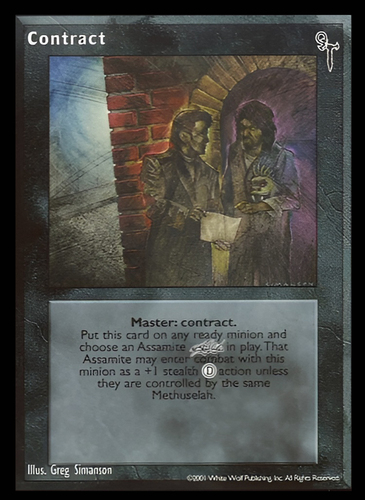 Contract
SIMANSON
Master: contract.
Put this card on any ready minion and
choose an Assamite in play. That
Assamite may enter combat with this
minion as a +1 stealth D action unless
they are controlled by the same
Methuselah.
Illus. Greg Simanson
©2001 White Wolf Publishing, Inc. All Rights Reserved.